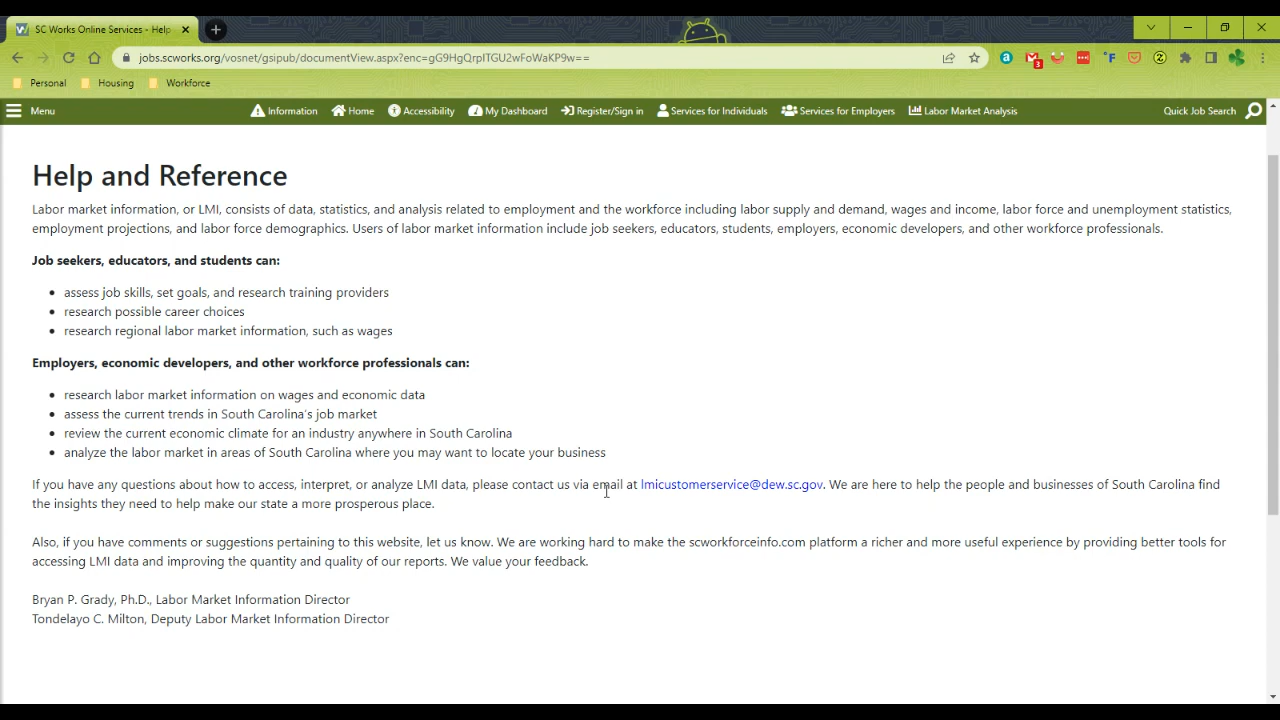 SC Works Online Services - Help
jobs.scworks.org/vosnet/gsipub/documentView.aspx?enc=gG9HgQrpITGU2wFoWaKP9w==
3
°F
Personal Housing Workforce
Menu Information Home Accessibility My Dashboard Register/Sign in Services for Individuals Services for Employers Labor Market Analysis Quick Job Search
Help and Reference
Labor market information, or LMI, consists of data, statistics, and analysis related to employment and the workforce including labor supply and demand, wages and income, labor force and unemployment statistics,
employment projections, and labor force demographics. Users of labor market information include job seekers, educators, students, employers, economic developers, and other workforce professionals.
Job seekers, educators, and students can:
• assess job skills, set goals, and research training providers
• research possible career choices
• research regional labor market information, such as wages
Employers, economic developers, and other workforce professionals can:
• research labor market information on wages and economic data
• assess the current trends in South Carolina's job market
• review the current economic climate for an industry anywhere in South Carolina
• analyze the labor market in areas of South Carolina where you may want to locate your business
If you have any questions about how to access, interpret, or analyze LMI data, please contact us via email at lmicustomerservice@dew.sc.gov. We are here to help the people and businesses of South Carolina find
the insights they need to help make our state a more prosperous place.
Also, if you have comments or suggestions pertaining to this website, let us know. We are working hard to make the scworkforceinfo.com platform a richer and more useful experience by providing better tools for
accessing LMI data and improving the quantity and quality of our reports. We value your feedback.
Bryan P. Grady, Ph.D., Labor Market Information Director
Tondelayo C. Milton, Deputy Labor Market Information Director